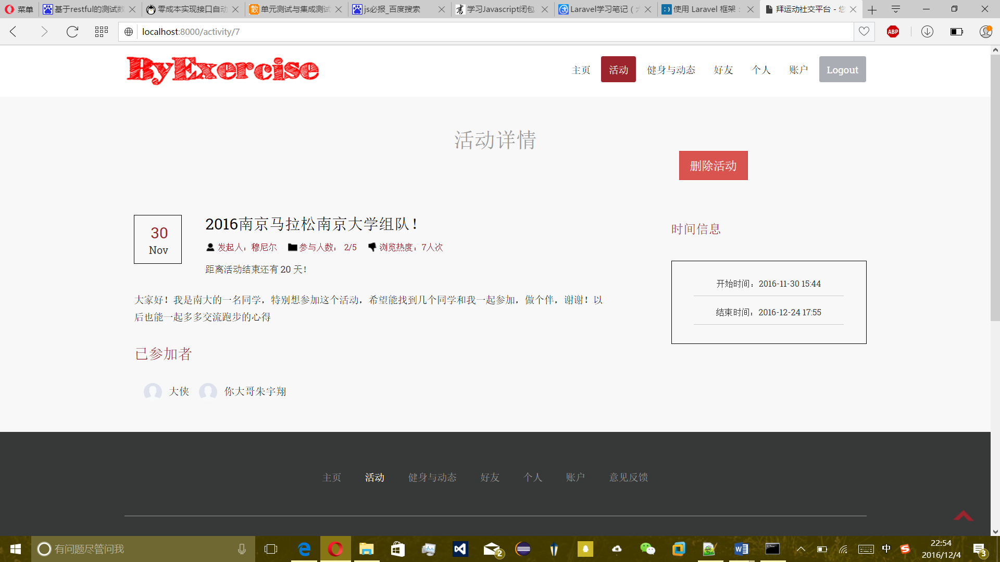 菜单
基于restful的测试数
零成本实现接口自动
单元测试与集成测试
js必报_百度搜索
学习Javascript闭包
Laravel学习笔记（
使用 Laravel 框架：
拜运动社交平台 - 您
localhost:8000/activity/7
ABP
ByExercise
主页 活动 健身与动态 好友 个人 账户 Logout
活动详情
删除活动
30
Nov
2016南京马拉松南京大学组队！
发起人：穆尼尔 参与人数： 2/5 浏览热度：7人次
距离活动结束还有 20 天！
大家好！我是南大的一名同学，特别想参加这个活动，希望能找到几个同学和我一起参加，做个伴，谢谢！以
后也能一起多多交流跑步的心得
时间信息
开始时间：2016-11-30 15:44
结束时间：2016-12-24 17:55
已参加者
大侠 你大哥朱宇翔
主页 活动 健身与动态 好友 个人 账户 意见反馈
有问题尽管问我
2
中
22:54
2016/12/4
3